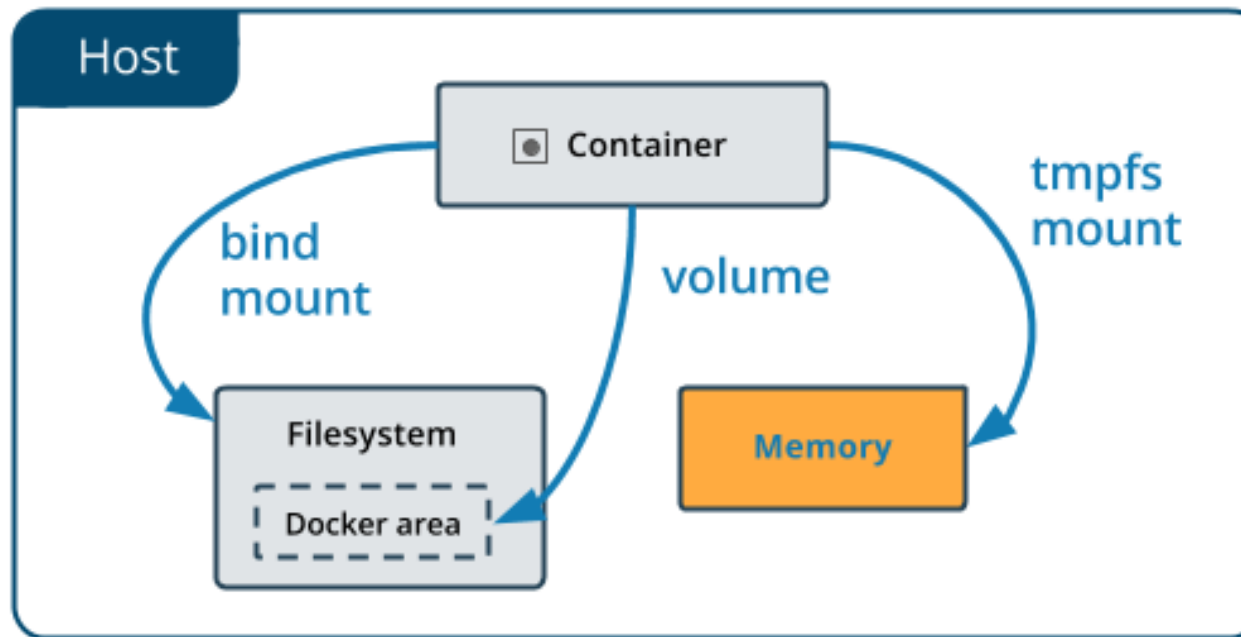 Host
Container
tmpfs
mount
bind
mount
volume
Filesystem
Memory
Docker area